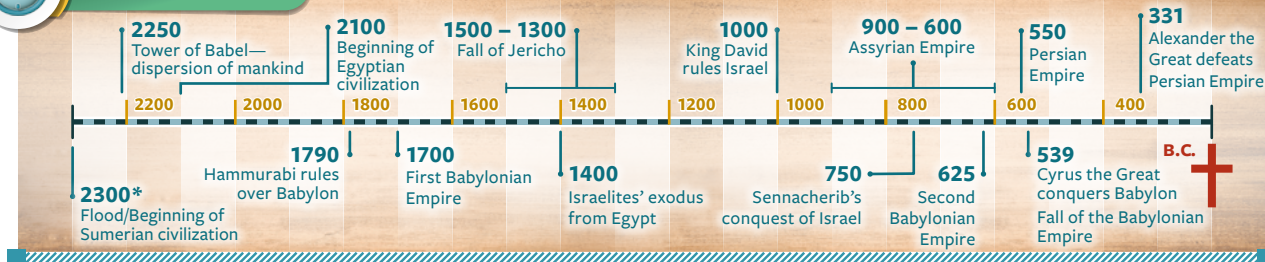 2250
Tower of Babel—
dispersion of mankind
2100
Beginning of
Egyptian
civilization
1500 – 1300
Fall of Jericho
1000
King David
rules Israel
900 – 600
Assyrian Empire
550
Persian
Empire
331
Alexander the
Great defeats
Persian Empire
2200
2000
1800
1600
1400
1200
1000
800
600
400
2300*
Flood/Beginning of
Sumerian civilization
1790
Hammurabi rules
over Babylon
1700
First Babylonian
Empire
1400
Israelites’ exodus
from Egypt
750
Sennacherib’s
conquest of Israel
625
Second
Babylonian
Empire
539
Cyrus the Great
conquers Babylon
Fall of the Babylonian
Empire
B.C.